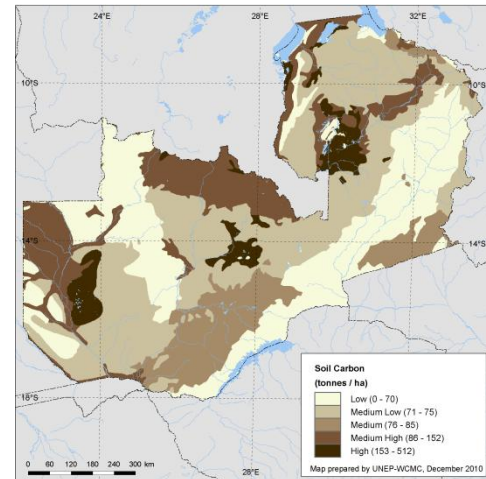 24°E 28°E 32°E
10°S 10°S
14°S 14°S
18°S
28°E
Soil Carbon
(tonnes / ha)
Low (0 - 70)
Medium Low (71 - 75)
Medium (76 - 85)
Medium High (86 - 152)
High (153 - 512)
Map prepared by UNEP-WCMC, December 2010
0 60 120 180 240 300 km